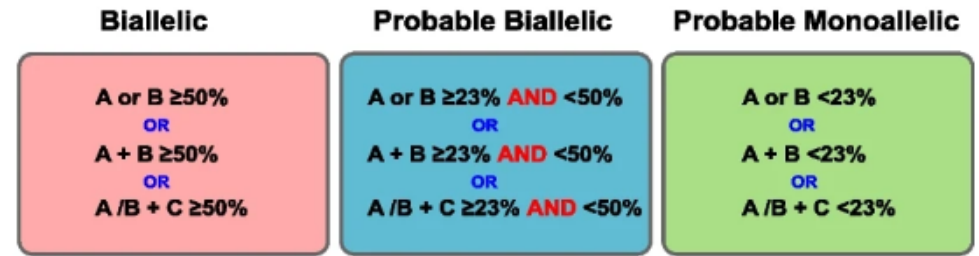 Biallelic
A or B ≥50%
OR
A + B ≥50%
OR
A /B + C ≥50%
Probable Biallelic
A or B ≥23% AND <50%
OR
A + B ≥23% AND <50%
OR
A /B + C ≥23% AND <50%
Probable Monoallelic
A or B <23%
OR
A + B <23%
OR
A /B + C <23%